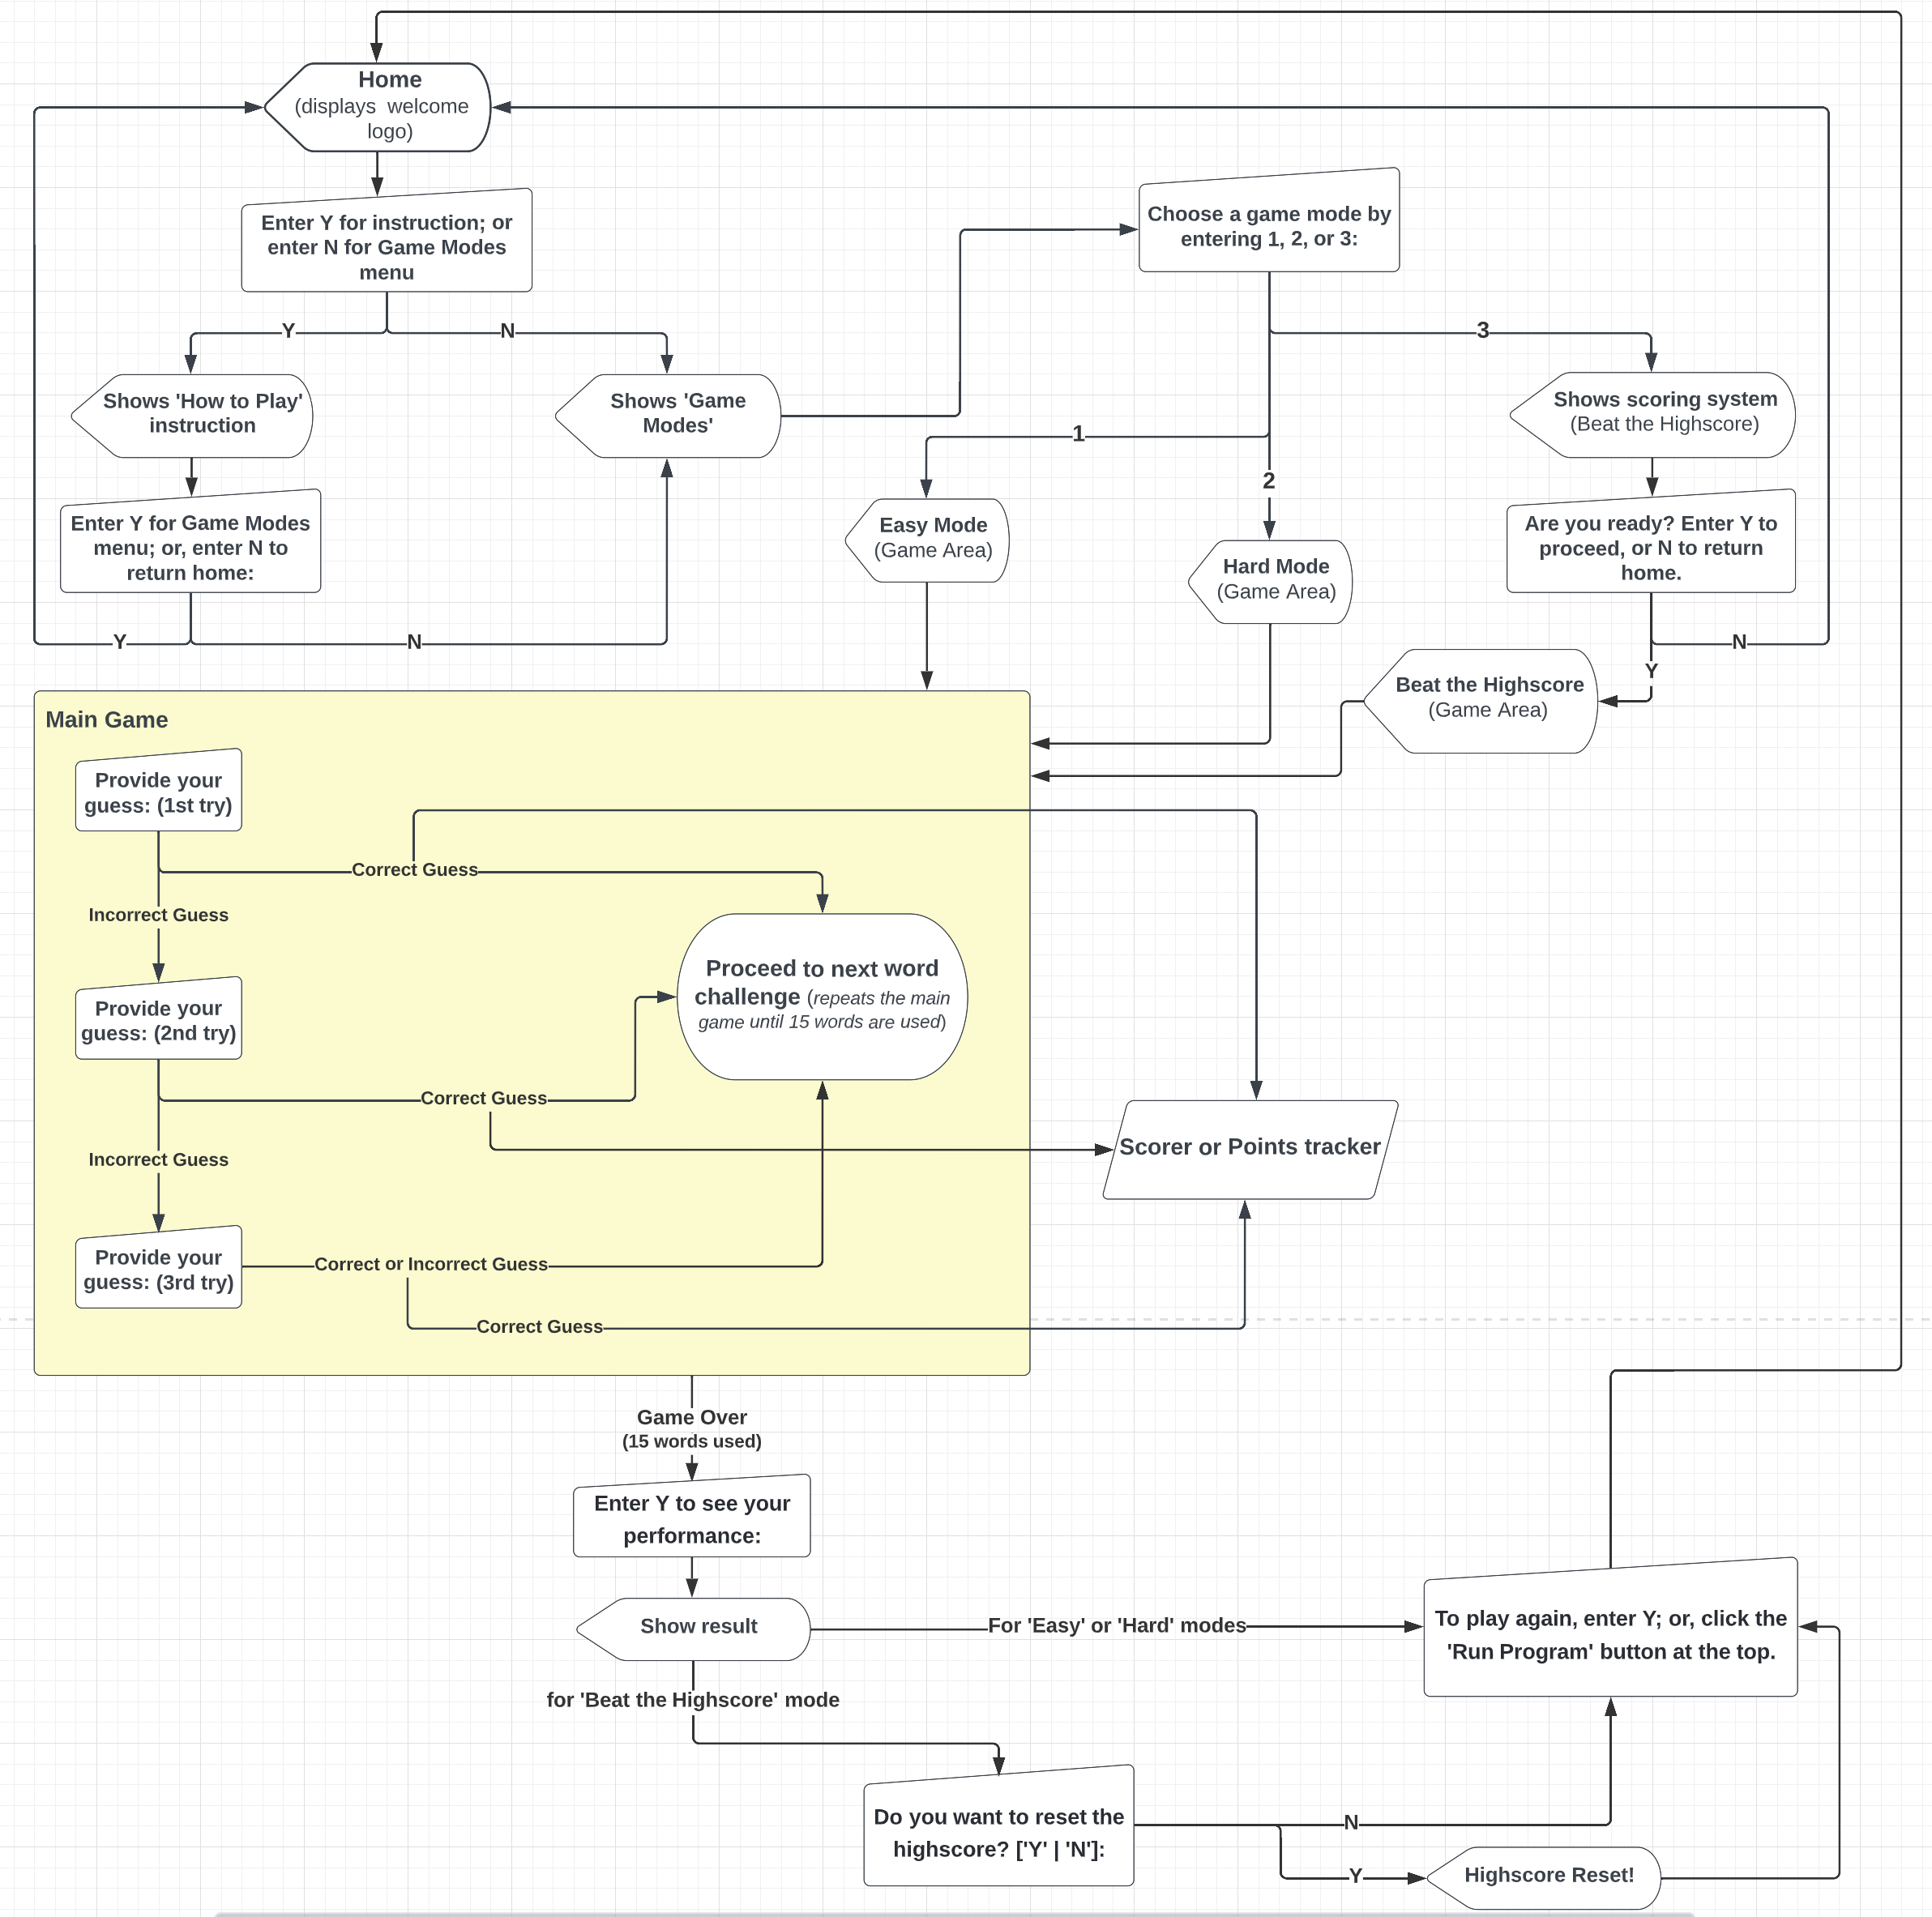 Home
(displays welcome
logo)
Enter Y for instruction; or
enter N for Game Modes
menu
Y
N
Shows 'How to Play'
instruction
Shows 'Game
Modes'
Enter Y for Game Modes
menu; or, enter N to
return home:
Y
N
Choose a game mode by
entering 1, 2, or 3:
3
1
2
Shows scoring system
(Beat the Highscore)
Easy Mode
(Game Area)
Hard Mode
(Game Area)
Are you ready? Enter Y to
proceed, or N to return
home.
N
Y
Beat the Highscore
(Game Area)
Main Game
Provide your
guess: (1st try)
Correct Guess
Incorrect Guess
Proceed to next word
challenge (repeats the main
game until 15 words are used)
Provide your
guess: (2nd try)
Correct Guess
Incorrect Guess
Scorer or Points tracker
Provide your
guess: (3rd try)
Correct or Incorrect Guess
Correct Guess
Game Over
(15 words used)
Enter Y to see your
performance:
Show result
For 'Easy' or 'Hard' modes
To play again, enter Y; or, click the
'Run Program' button at the top.
for 'Beat the Highscore' mode
Do you want to reset the
highscore? ['Y' | 'N']:
N
Y
Highscore Reset!